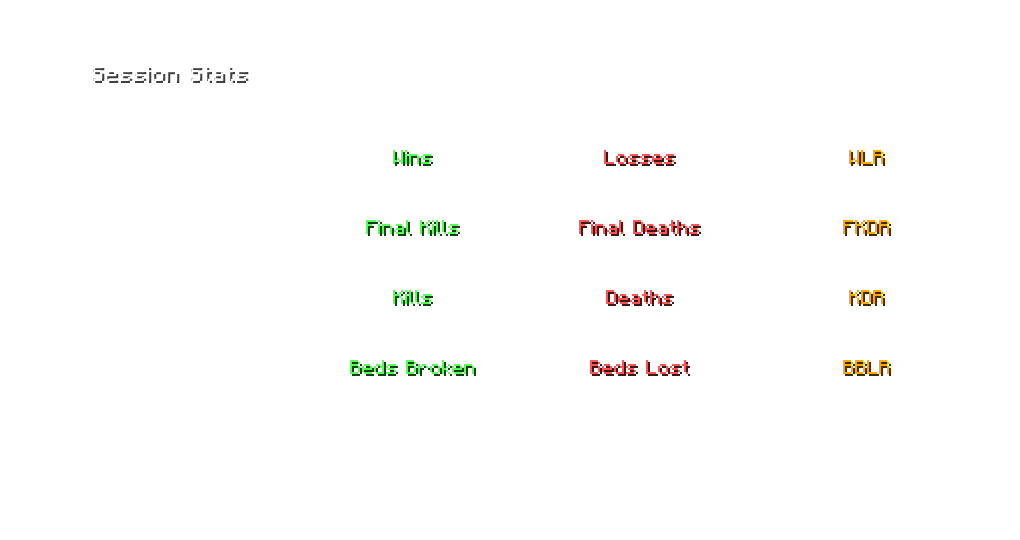 Session Stats
Wins Losses WLR
Final Kills Final Deaths FKDR
Kills Deaths KDR
Beds Broken Beds Lost BBLR